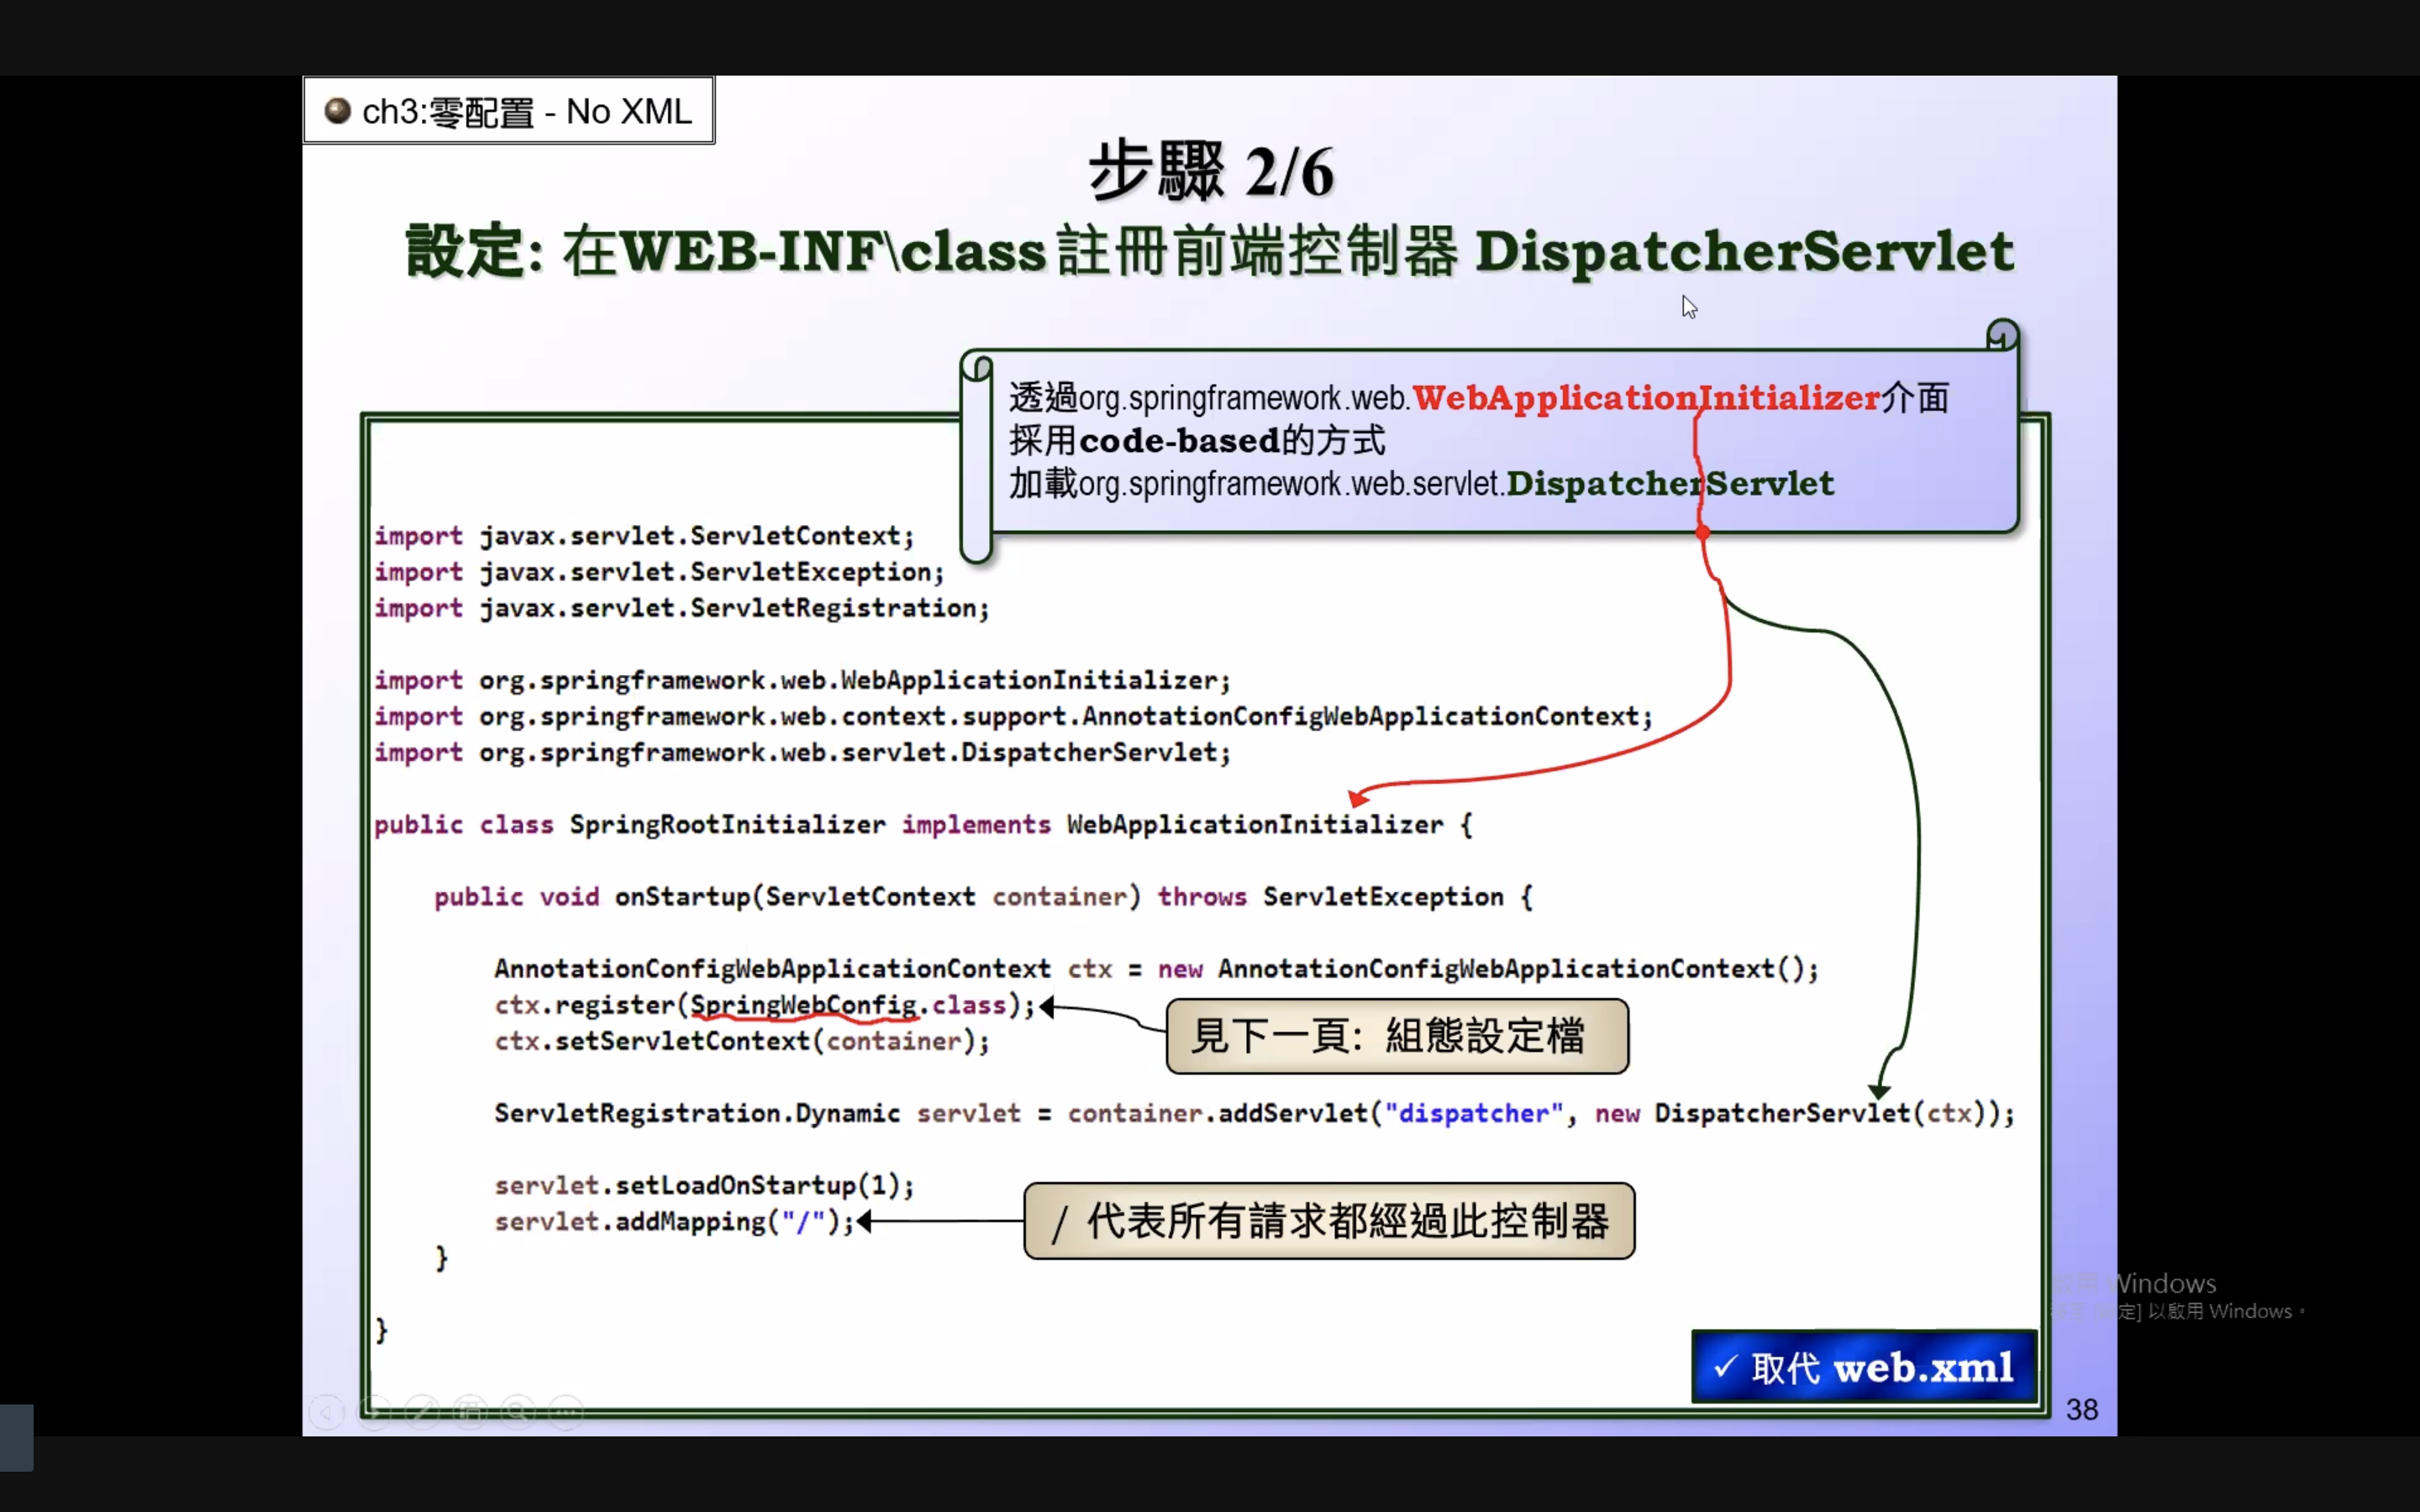 ch3:零配置 - No XML
步驟 2/6
設定: 在WEB-INF\class 註冊前端控制器 DispatcherServlet
透過org.springframework.web.WebApplicationInitializer介面
採用code-based的方式
加載org.springframework.web.servlet.DispatcherServlet
import javax.servlet.ServletContext;
import javax.servlet.ServletException;
import javax.servlet.ServletRegistration;
import org.springframework.web.WebApplicationInitializer;
import org.springframework.web.context.support.AnnotationConfigWebApplicationContext;
import org.springframework.web.servlet.DispatcherServlet;
public class SpringRootInitializer implements WebApplicationInitializer {
public void onStartup(ServletContext container) throws ServletException {
AnnotationConfigWebApplicationContext ctx = new AnnotationConfigWebApplicationContext();
ctx.register(SpringWebConfig.class);
見下一頁: 組態設定檔
ctx.setServletContext(container);
ServletRegistration.Dynamic servlet = container.addServlet("dispatcher", new DispatcherServlet(ctx));
servlet.setLoadOnStartup(1);
servlet.addMapping("/");
/ 代表所有請求都經過此控制器
}
}
Windows
定] 以啟用 Windows。
✓ 取代 web.xml
38